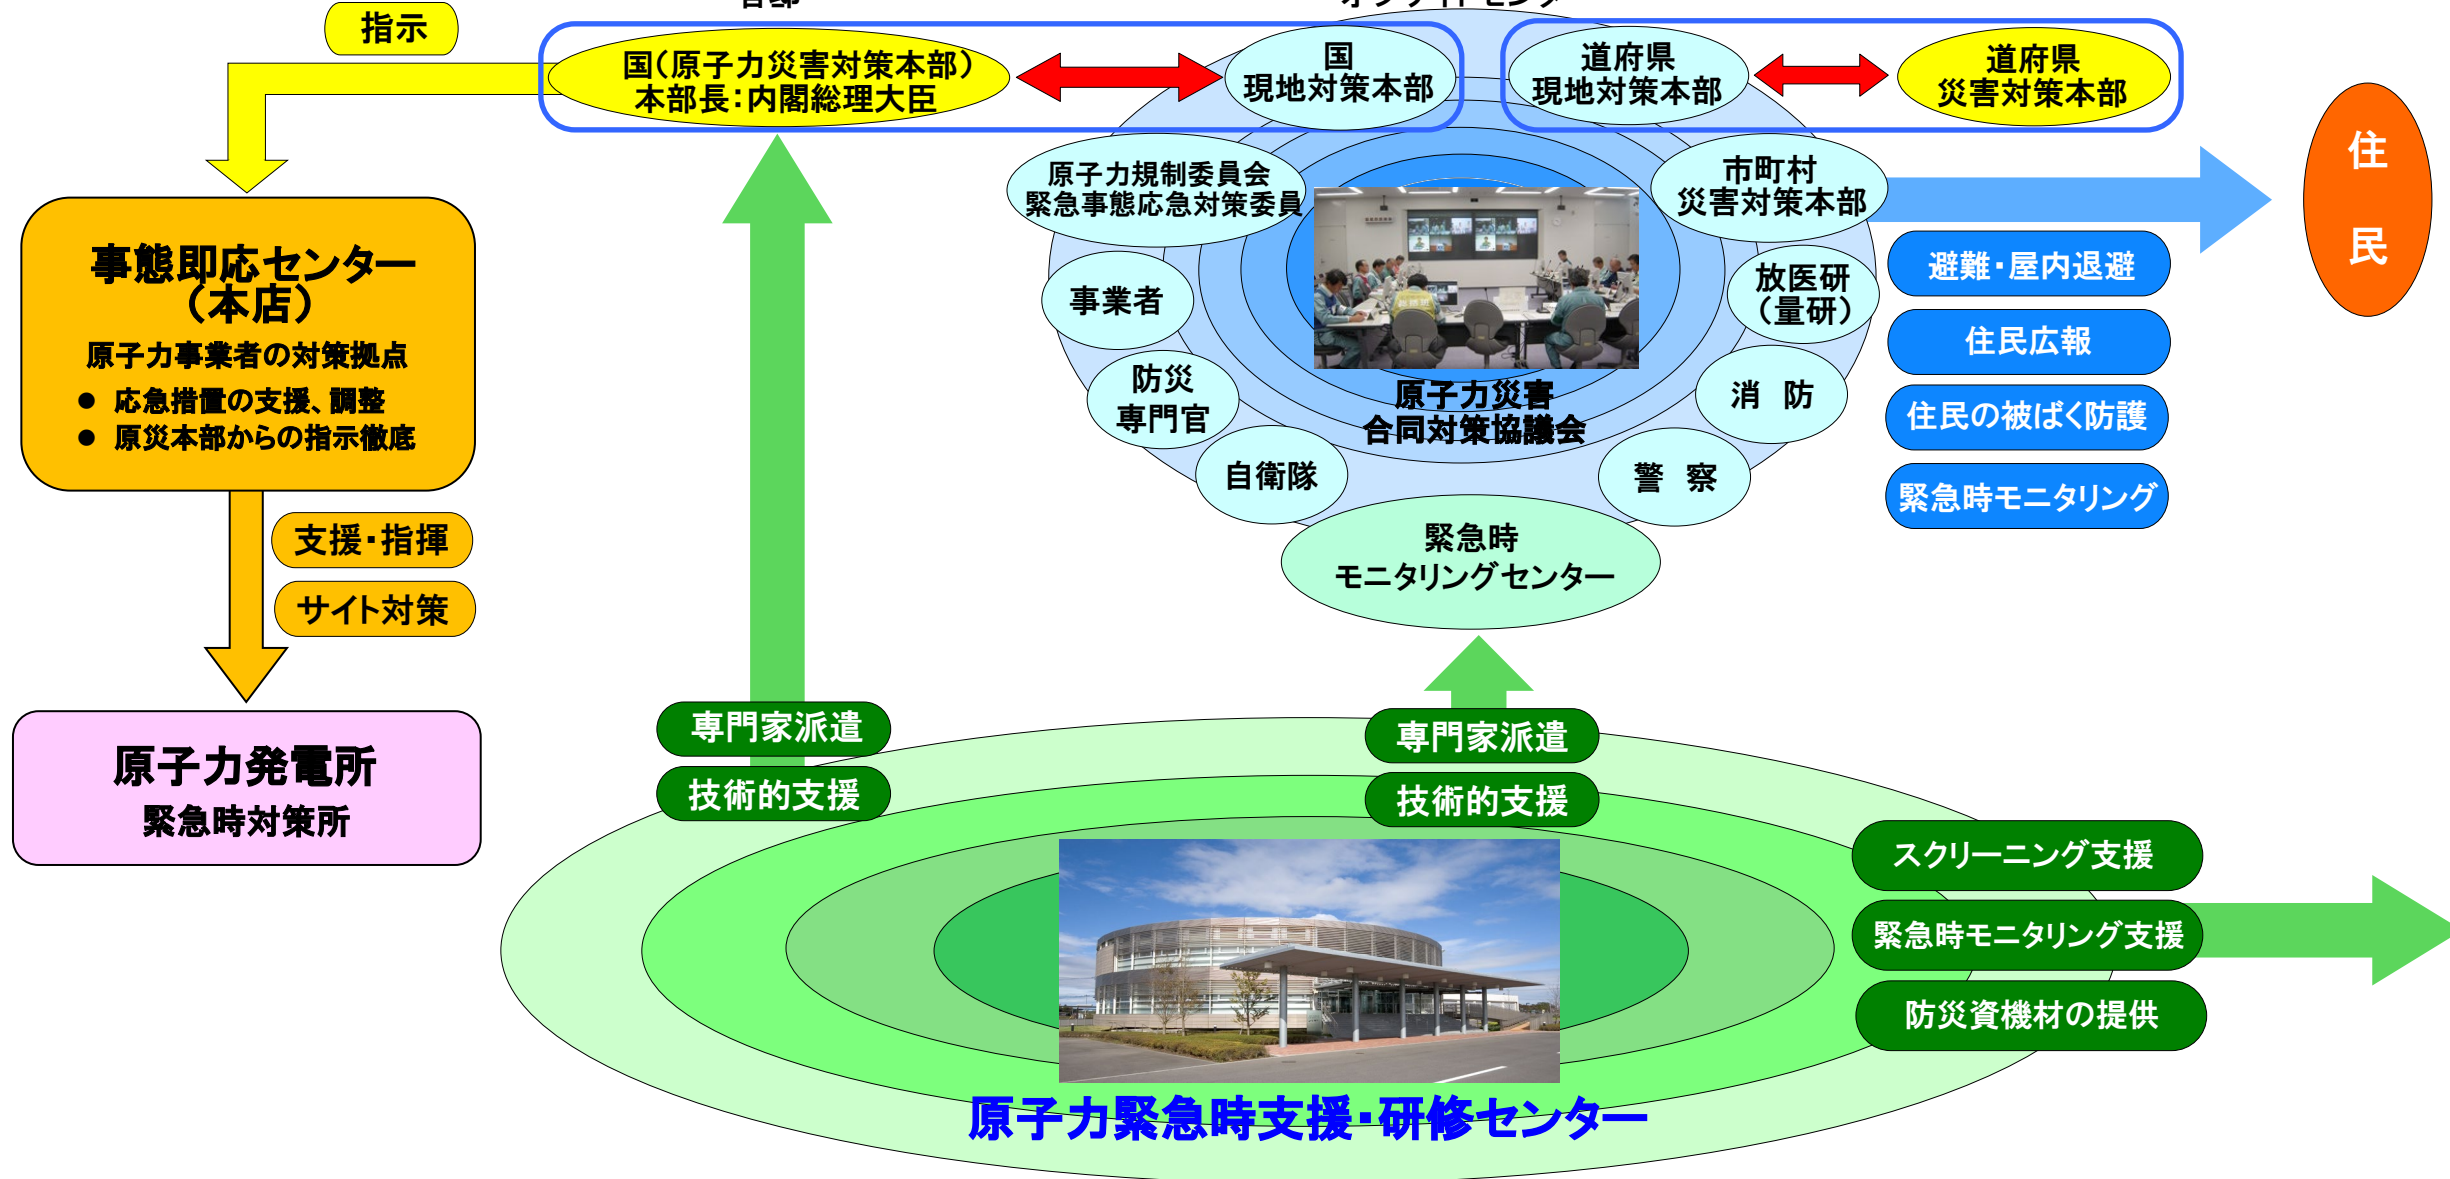 指示
国(原子力災害対策本部)
本部長:内閣総理大臣
国
現地対策本部
道府県
現地対策本部
道府県
災害対策本部
住
民
原子力規制委員会
緊急事態応急対策委員
市町村
災害対策本部
事態即応センター
(本店)
原子力事業者の対策拠点
● 応急措置の支援、調整
● 原災本部からの指示徹底
事業者
放医研
(量研)
避難・屋内退避
住民広報
住民の被ばく防護
緊急時モニタリング
防災
専門官
消 防
原子力災害
合同対策協議会
自衛隊
警 察
緊急時
モニタリングセンター
支援・指揮
サイト対策
原子力発電所
緊急時対策所
専門家派遣
技術的支援
専門家派遣
技術的支援
スクリーニング支援
緊急時モニタリング支援
防災資機材の提供
原子力緊急時支援・研修センター